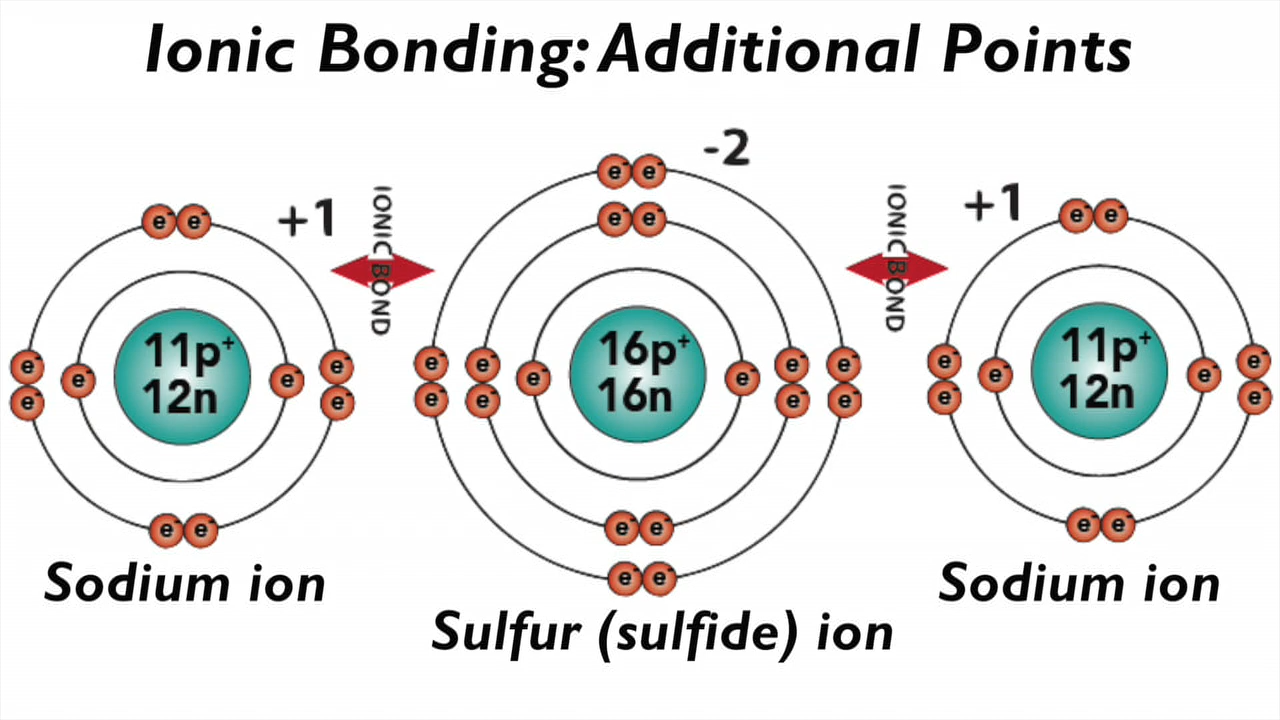 Ionic Bonding: Additional Points
-2
+1
IONIC BOND
IONIC BOND
+1
e- e-
e- e-
e- e-
e- e-
11p+
12n
e-
e-
e-
e-
e-
e-
e- e-
16p+
16n
e-
e-
e-
e-
e-
e-
e-
e-
e-
e-
e- e-
e- e-
11p+
12n
e-
e-
e-
e-
e-
e-
e- e-
Sodium ion
Sulfur (sulfide) ion
Sodium ion